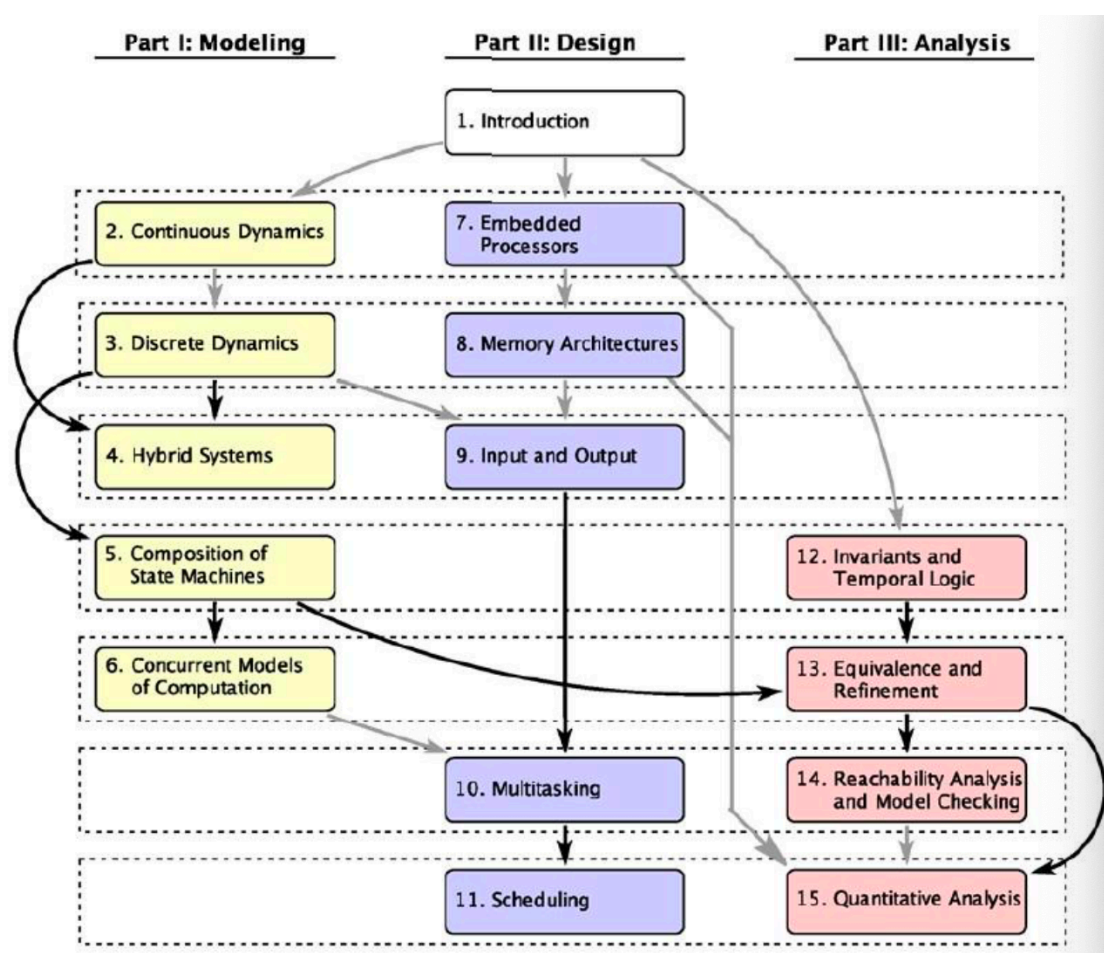 Part I: Modeling
Part II: Design
Part III: Analysis
1. Introduction
2. Continuous Dynamics
7. Embedded
Processors
3. Discrete Dynamics
8. Memory Architectures
4. Hybrid Systems
9. Input and Output
5. Composition of
State Machines
12. Invariants and
Temporal Logic
6. Concurrent Models
of Computation
13. Equivalence and
Refinement
10. Multitasking
14. Reachability Analysis
and Model Checking
11. Scheduling
15. Quantitative Analysis